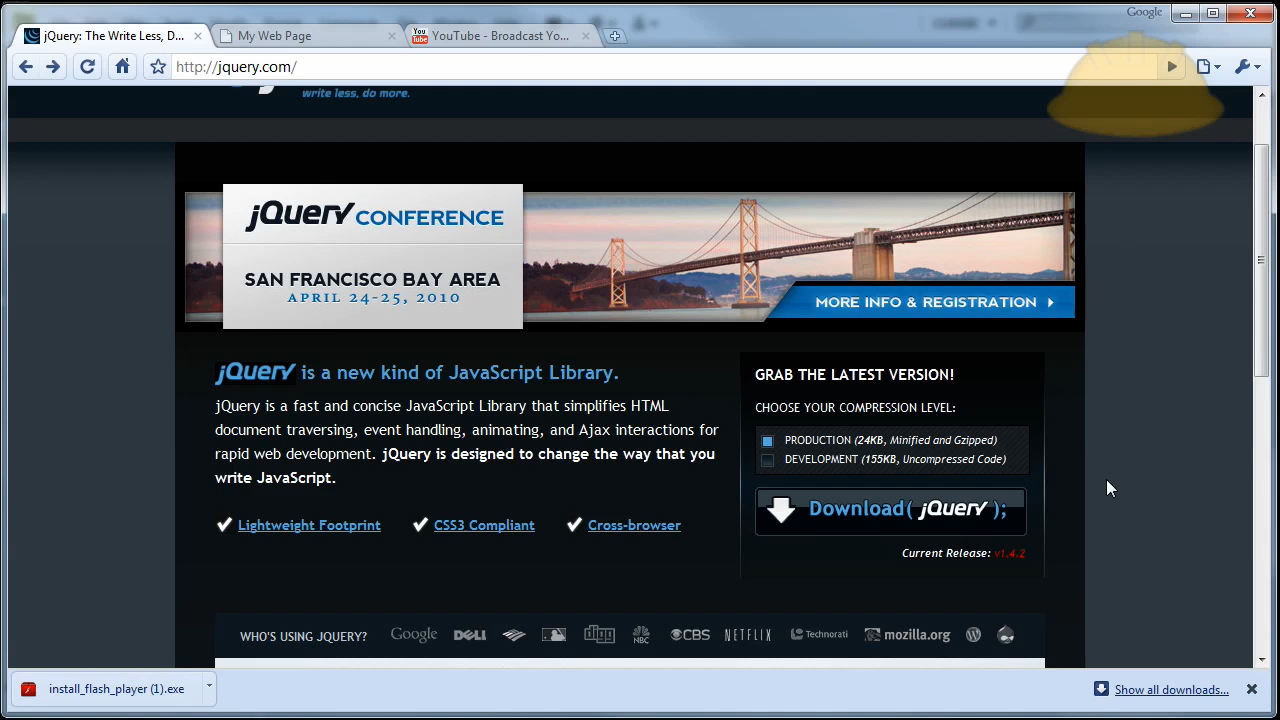 Google
jQuery: The Write Less, D...
My Web Page
You Tube
YouTube - Broadcast Yo...
http://jquery.com/
write less, do more.
jQuery CONFERENCE
SAN FRANCISCO BAY AREA
APRIL 24-25, 2010
MORE INFO & REGISTRATION
jQuery is a new kind of JavaScript Library.
jQuery is a fast and concise JavaScript Library that simplifies HTML
document traversing, event handling, animating, and Ajax interactions for
rapid web development. jQuery is designed to change the way that you
write JavaScript.
Lightweight Footprint
CSS3 Compliant
Cross-browser
GRAB THE LATEST VERSION!
CHOOSE YOUR COMPRESSION LEVEL:
PRODUCTION (24KB, Minified and Gzipped)
DEVELOPMENT (155KB, Uncompressed Code)
Download( jQuery );
Current Release: v1.4.2
WHO'S USING JQUERY?
Google DELL NBC CBS NETFLIX Technorati mozilla.org
install_flash_player (1).exe
Show all downloads...